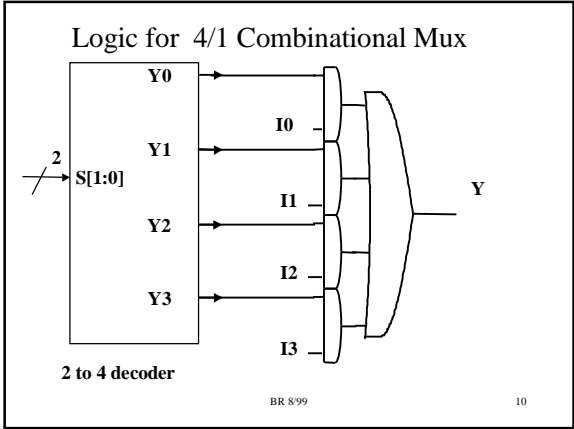 Logic for 4/1 Combinational Mux
Y0
I0
2
Y1
S[1:0]
I1
Y
Y2
I2
Y3
I3
2 to 4 decoder
BR 8/99
10